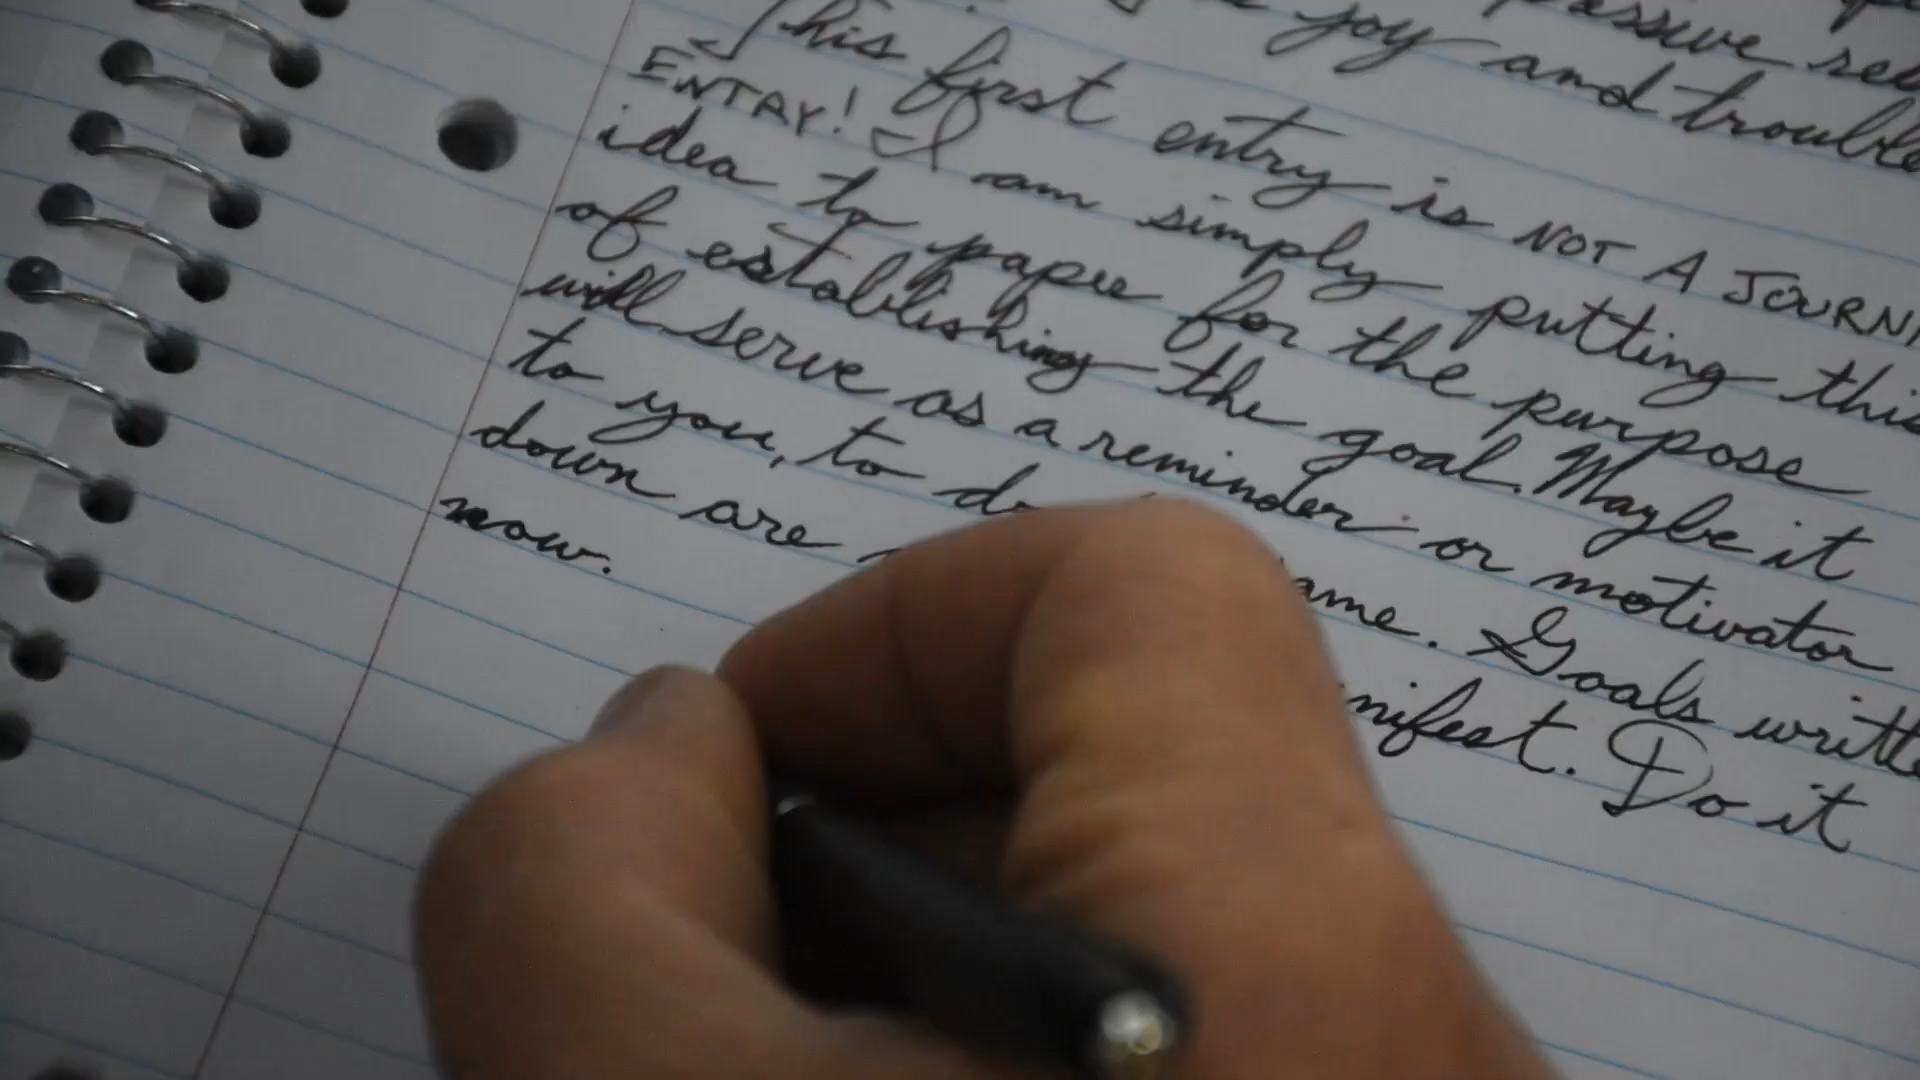 joy and trouble
This first entry is NOT A JOURN
ENTRY! I am simply putting this
idea to paper for the purpose
of establishing the goal. Maybe it
will serve as a reminder or motivator
to you, to do ame. Goals writte
down are nifest. Do it
now.